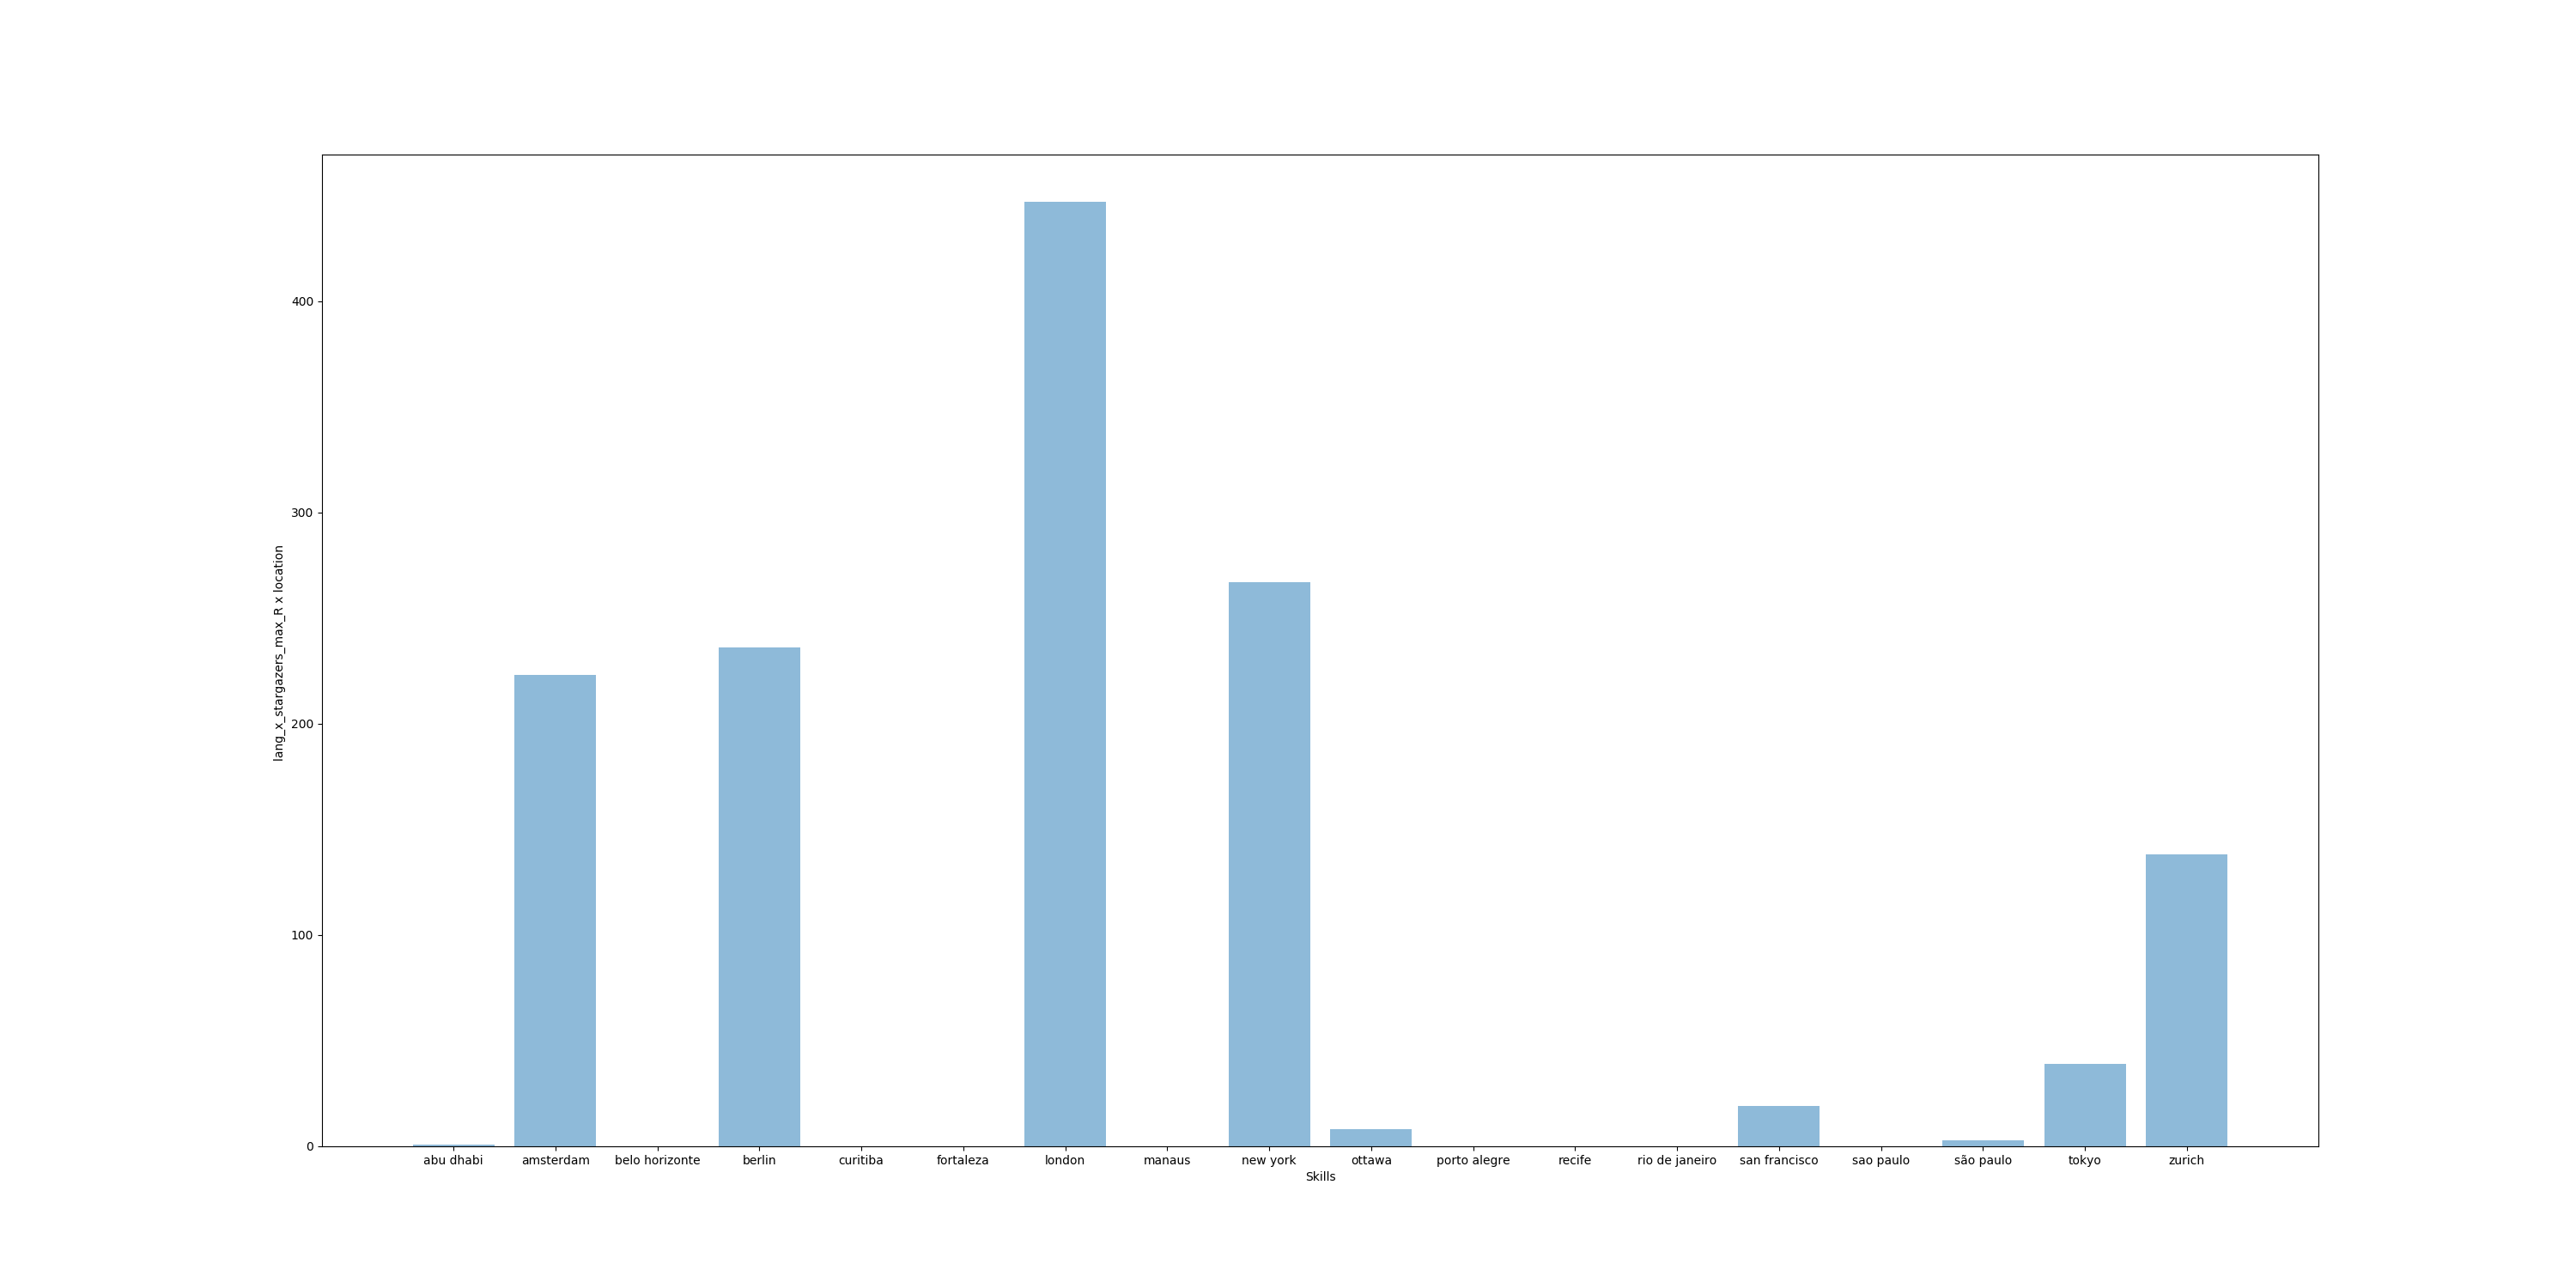 lang_x_stargazers_max_R x location
400
300
200
100
0
abu dhabi amsterdam belo horizonte berlin curitiba fortaleza london manaus new york ottawa porto alegre recife rio de janeiro san francisco sao paulo são paulo tokyo zurich
Skills